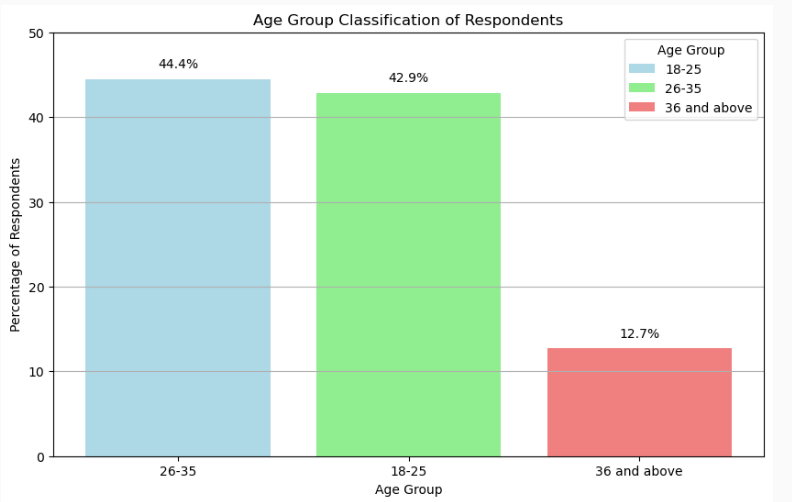 Age Group Classification of Respondents
50
40
30
20
10
0
Percentage of Respondents
44.4%
42.9%
12.7%
Age Group
18-25
26-35
36 and above
26-35
18-25
36 and above
Age Group